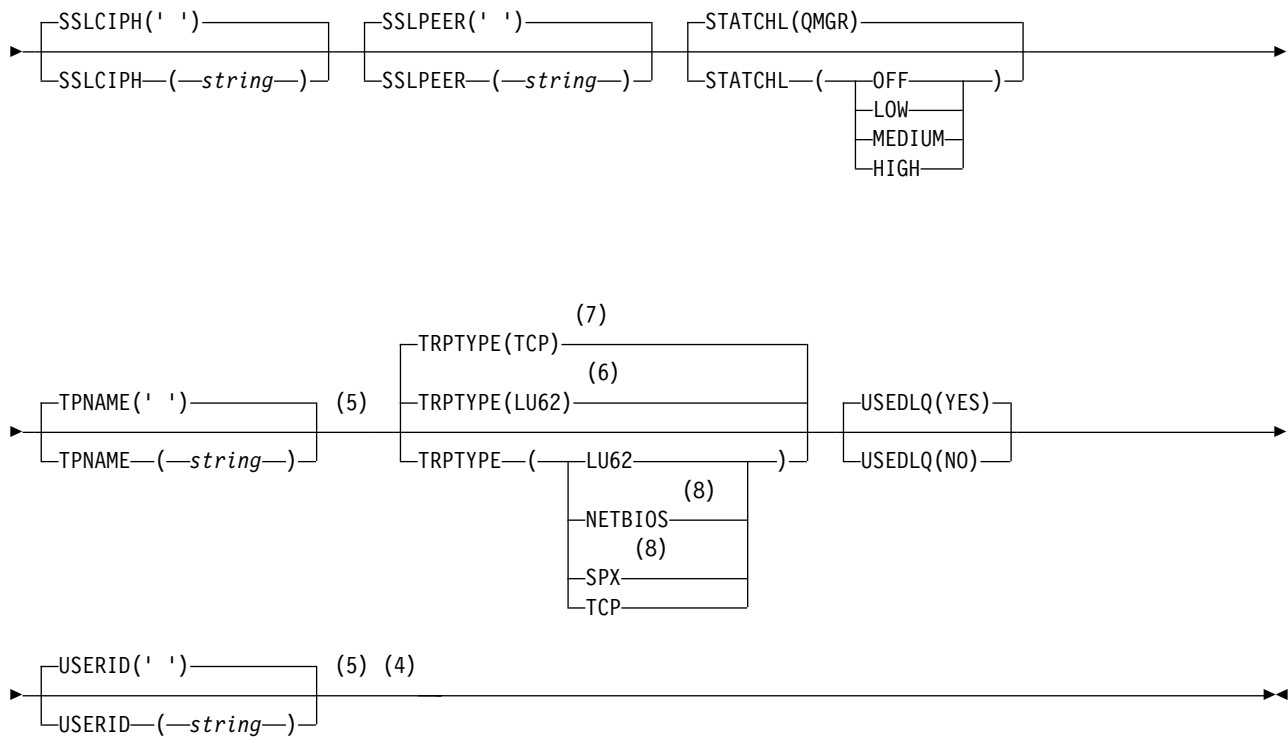 SSLCIPH(' ') SSLPEER(' ') STATCHL(QMGR)
SSLCIPH ( string ) SSLPEER ( string ) STATCHL ( OFF )
LOW
MEDIUM
HIGH
(7)
TRPTYPE(TCP)
(6)
TPNAME(' ') (5) TRPTYPE(LU62) USEDLQ(YES)
TPNAME ( string ) TRPTYPE ( LU62 ) USEDLQ(NO)
(8)
NETBIOS
(8)
SPX
TCP
USERID(' ') (5) (4)
USERID ( string )